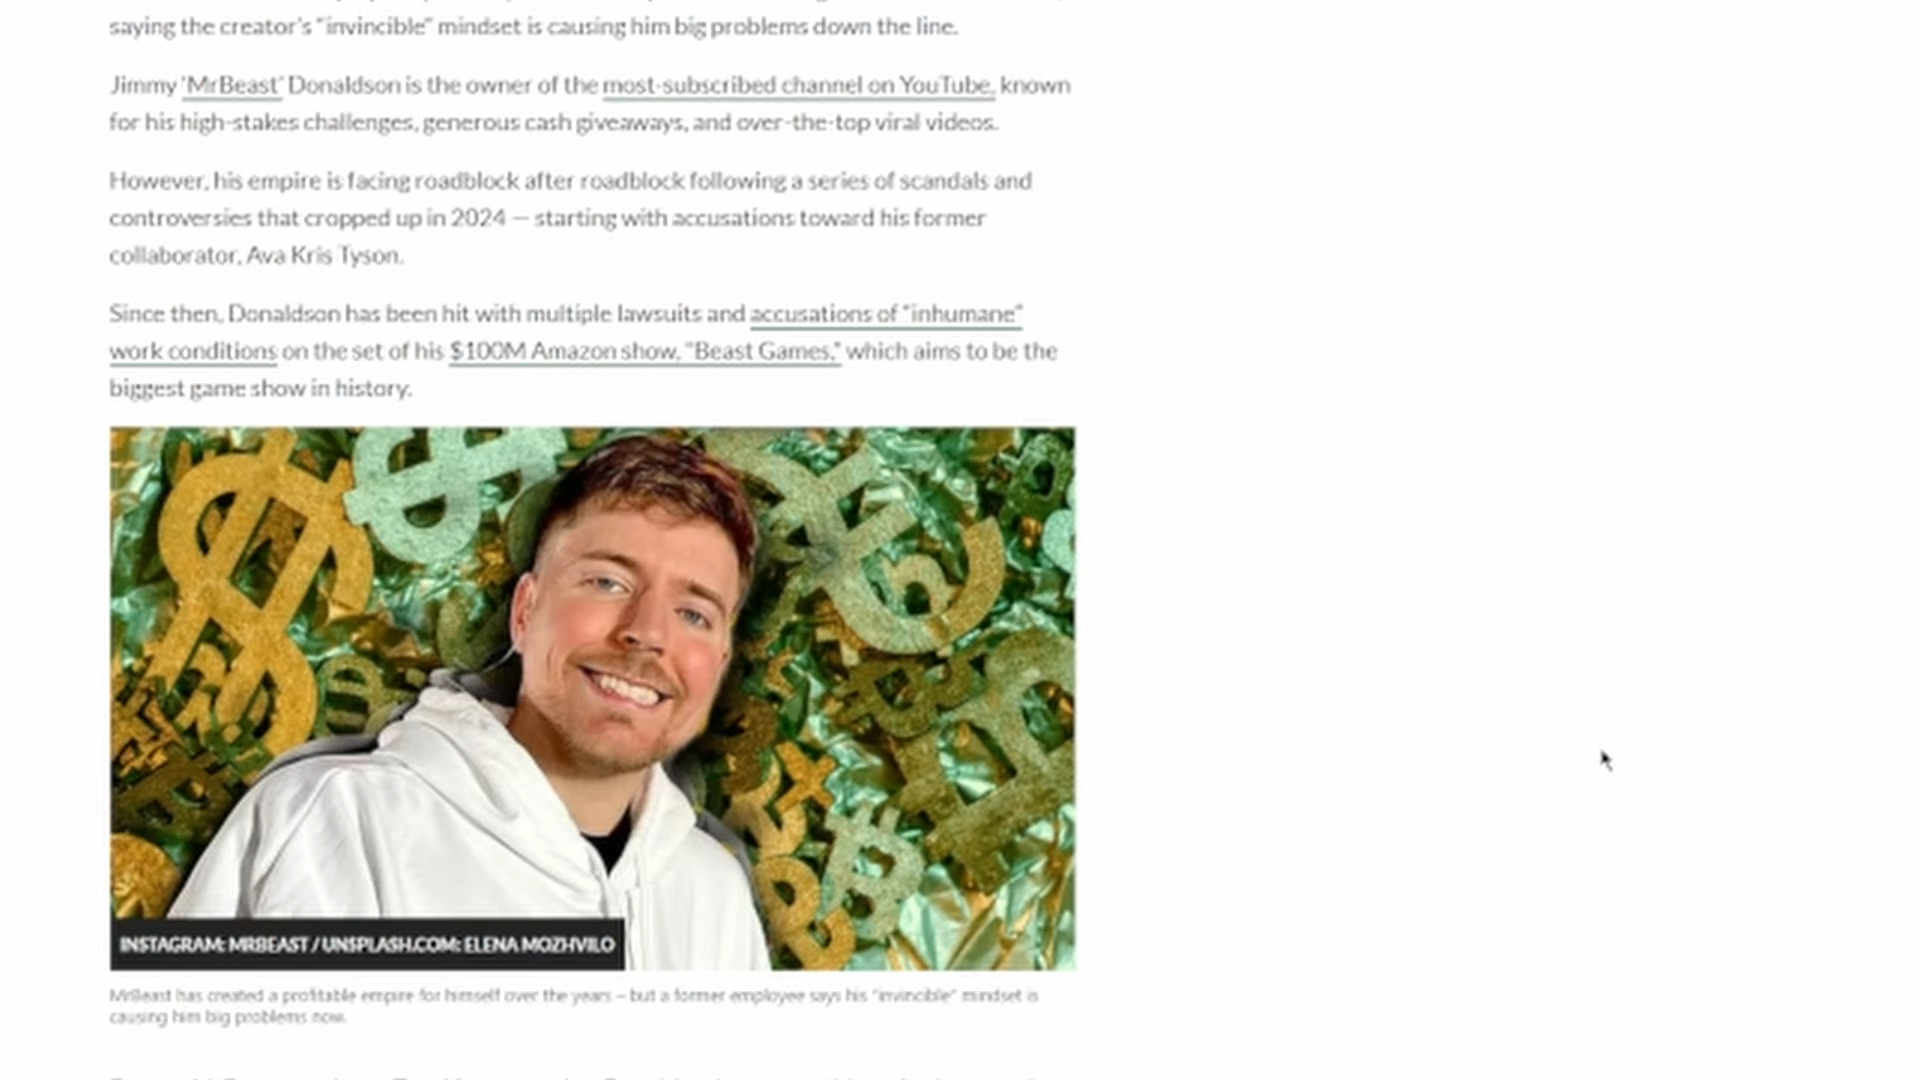 saying the creator's "invincible" mindset is causing him big problems down the line.
Jimmy 'MrBeast' Donaldson is the owner of the most-subscribed channel on YouTube, known
for his high-stakes challenges, generous cash giveaways, and over-the-top viral videos.
However, his empire is facing roadblock after roadblock following a series of scandals and
controversies that cropped up in 2024 — starting with accusations toward his former
collaborator, Ava Kris Tyson.
Since then, Donaldson has been hit with multiple lawsuits and accusations of "inhumane"
work conditions on the set of his $100M Amazon show, "Beast Games," which aims to be the
biggest game show in history.
INSTAGRAM: MRBEAST / UNSPLASH.COM: ELENA MOZHVILO
MrBeast has created a profitable empire for himself over the years – but a former employee says his "invincible" mindset is
causing him big problems now.